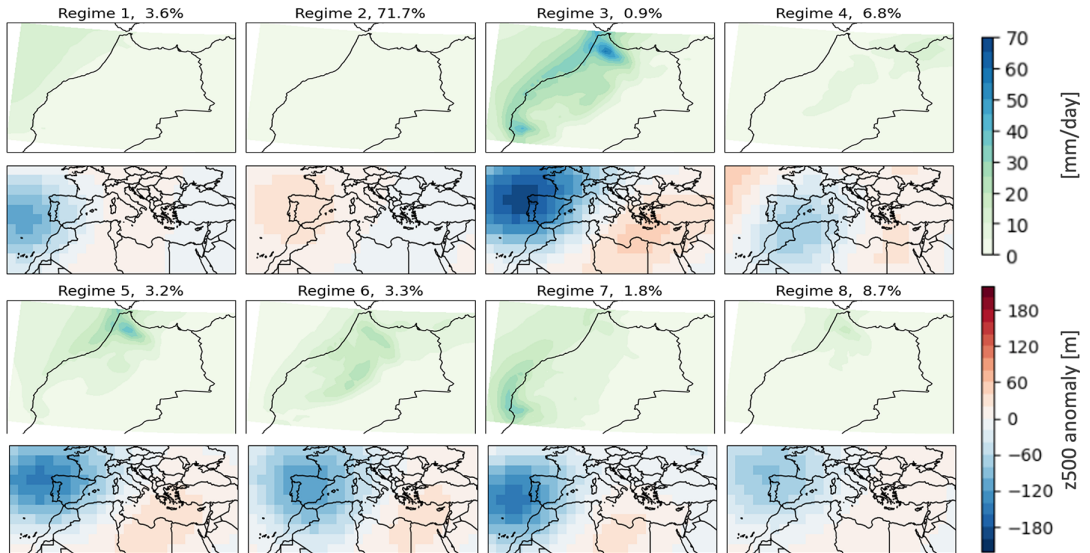 Regime 1,  3.6%
Regime 2, 71.7%
Regime 3,  0.9%
Regime 4,  6.8%
70
60
50
40
30
20
10
0
[mm/day]
Regime 5,  3.2%
Regime 6,  3.3%
Regime 7,  1.8%
Regime 8,  8.7%
180
120
60
0
−60
−120
−180
z500 anomaly [m]